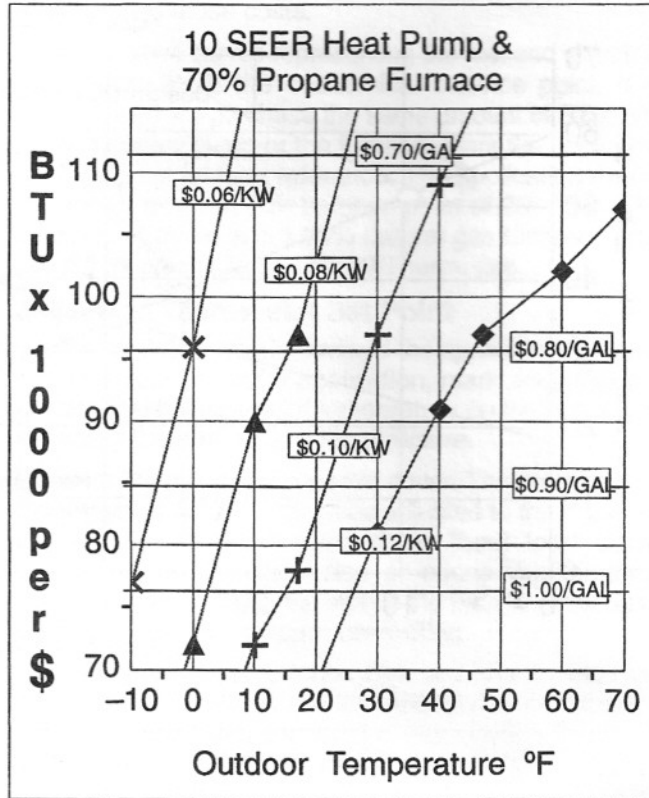 10 SEER Heat Pump &
70% Propane Furnace
BTUx1000 per $
110
100
90
80
70
$0.06/KW
$0.70/GAL
$0.08/KW
$0.80/GAL
$0.10/KW
$0.90/GAL
$0.12/KW
$1.00/GAL
–10 0 10 20 30 40 50 60 70
Outdoor Temperature ºF